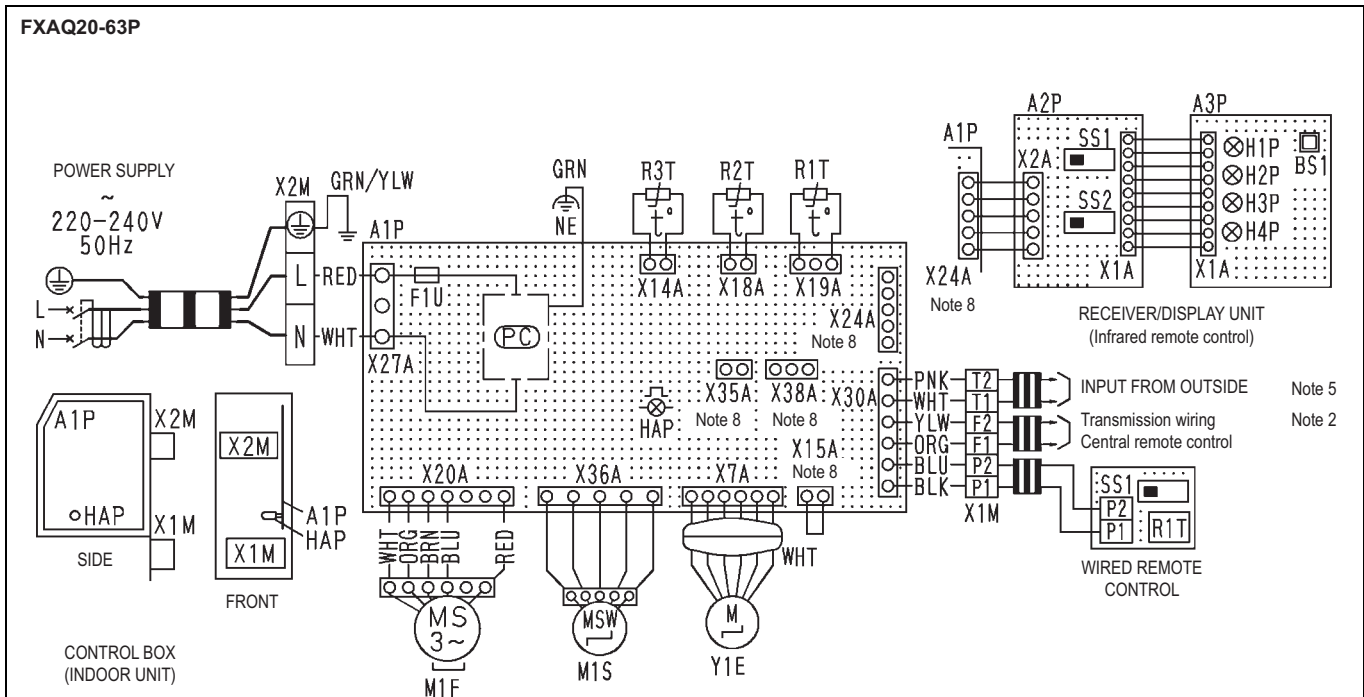 FXAQ20-63P
POWER SUPPLY
~
220-240V
50Hz
L
N
X2M
GRN/YLW
L
N
RED
WHT
A1P
X27A
F1U
PC
GRN
NE
R3T
t°
X14A
R2T
t°
X18A
R1T
t°
X19A
X24A
Note 8
X35A
Note 8
X38A
Note 8
X30A
HAP
X15A
Note 8
X20A
X36A
X7A
WHT
ORG
BRN
BLU
RED
MS
3~
M1F
MSW
M1S
M
Y1E
WHT
A1P
X24A
Note 8
A2P
X2A
SS1
SS2
X1A
A3P
X1A
H1P
H2P
H3P
H4P
BS1
RECEIVER/DISPLAY UNIT
(Infrared remote control)
PNK T2
WHT T1
YLW F2
ORG F1
BLU P2
BLK P1
X1M
INPUT FROM OUTSIDE Note 5
Transmission wiring Note 2
Central remote control
SS1
P2
P1
R1T
WIRED REMOTE
CONTROL
A1P
X2M
HAP
X1M
SIDE
X2M
A1P
HAP
X1M
FRONT
CONTROL BOX
(INDOOR UNIT)